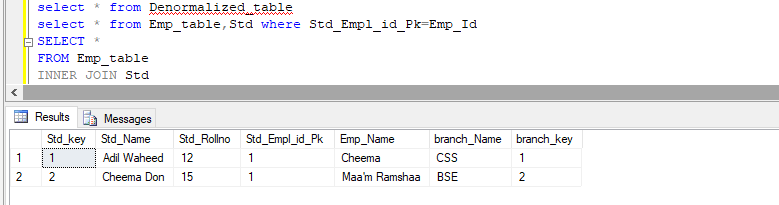 select * from Denormalized_table
select * from Emp_table,Std where Std_Empl_id_Pk=Emp_Id
SELECT *
FROM Emp_table
INNER JOIN Std
Results Messages
Std_key Std_Name Std_Rollno Std_Empl_id_Pk Emp_Name branch_Name branch_key
1 1 Adil Waheed 12 1 Cheema CSS 1
2 2 Cheema Don 15 1 Maa'm Ramshaa BSE 2